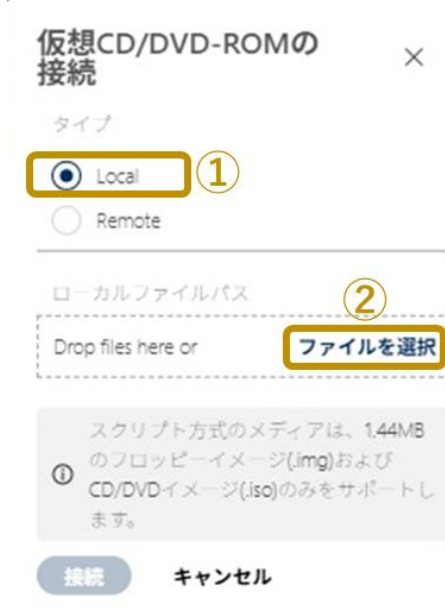 仮想CD/DVD-ROMの
接続
タイプ
Local
①
Remote
ローカルファイルパス
②
Drop files here or ファイルを選択
スクリプト方式のメディアは、1.44MB
のフロッピーイメージ(.img)および
CD/DVDイメージ(.iso)のみをサポートし
ます。
接続 キャンセル